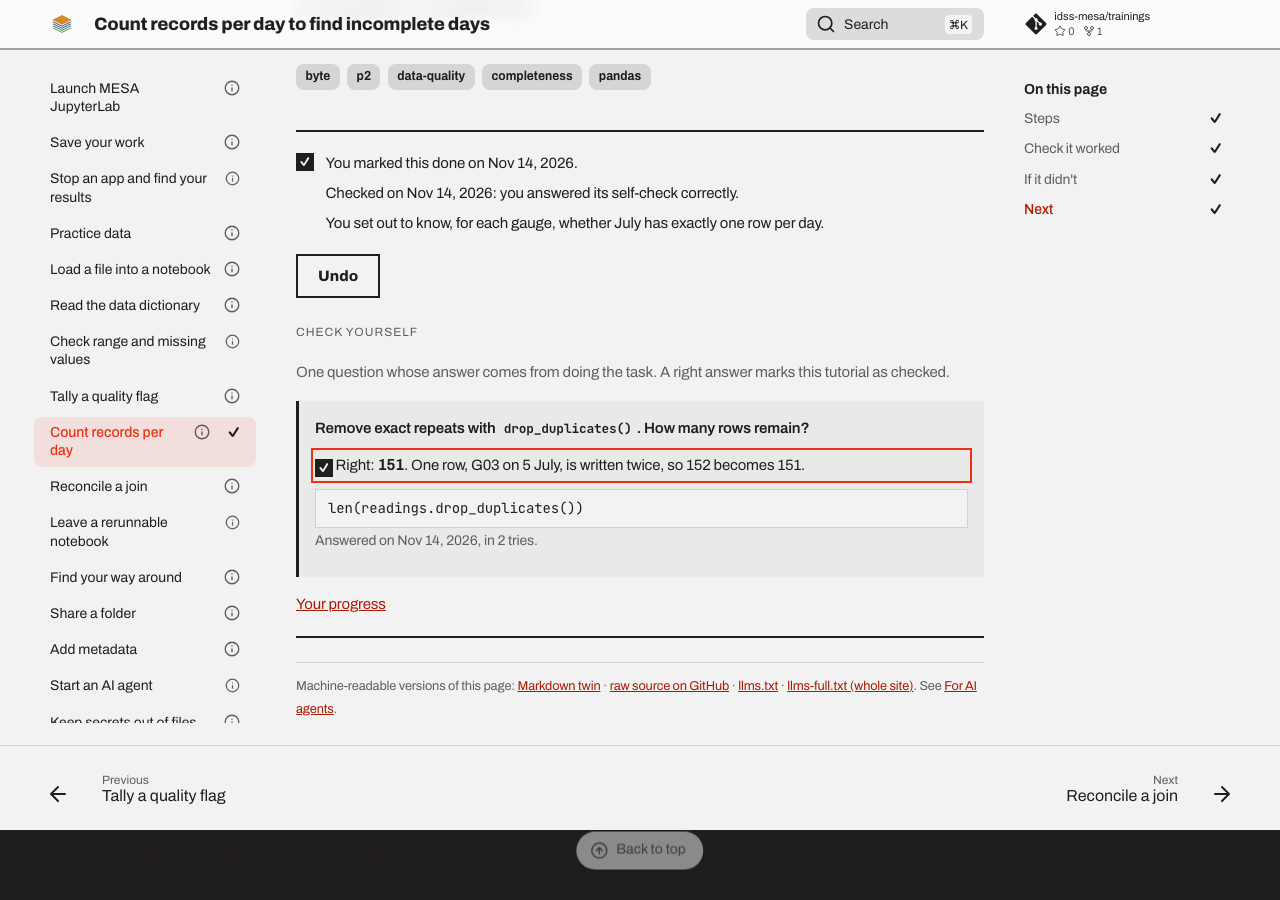 Count records per day to find incomplete days
Search
⌘K
idss-mesa/trainings
0 1
Launch MESA
JupyterLab
Save your work
Stop an app and find your
results
Practice data
Load a file into a notebook
Read the data dictionary
Check range and missing
values
Tally a quality flag
Count records per
day
Reconcile a join
Leave a rerunnable
notebook
Find your way around
Share a folder
Add metadata
Start an AI agent
Keep secrets out of files
byte p2 data-quality completeness pandas
You marked this done on Nov 14, 2026.
Checked on Nov 14, 2026: you answered its self-check correctly.
You set out to know, for each gauge, whether July has exactly one row per day.
Undo
CHECK YOURSELF
One question whose answer comes from doing the task. A right answer marks this tutorial as checked.
Remove exact repeats with drop_duplicates() . How many rows remain?
Right: 151. One row, G03 on 5 July, is written twice, so 152 becomes 151.
len(readings.drop_duplicates())
Answered on Nov 14, 2026, in 2 tries.
Your progress
Machine-readable versions of this page: Markdown twin · raw source on GitHub · llms.txt · llms-full.txt (whole site). See For AI
agents.
On this page
Steps
Check it worked
If it didn't
Next
Previous
Tally a quality flag
Next
Reconcile a join
Back to top